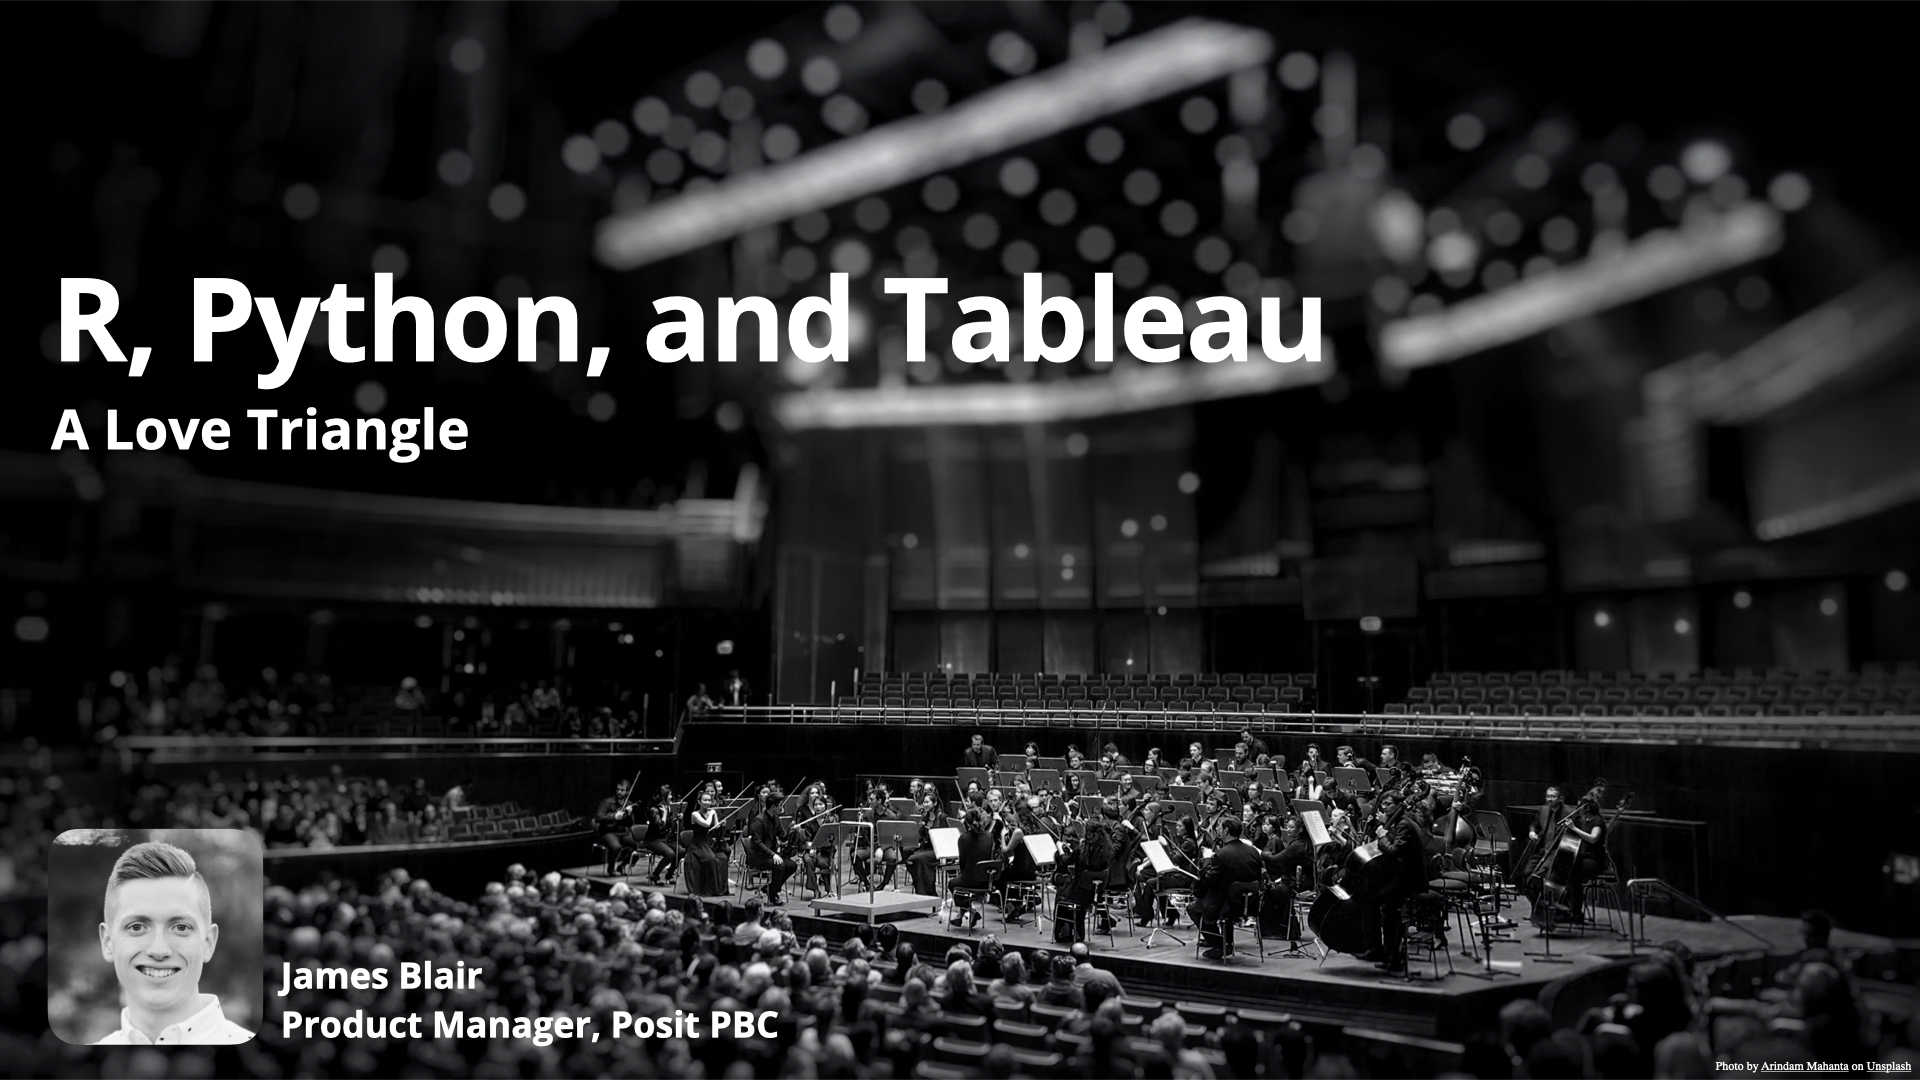 R, Python, and Tableau
A Love Triangle
James Blair
Product Manager, Posit PBC
Photo by Arindam Mahanta on Unsplash